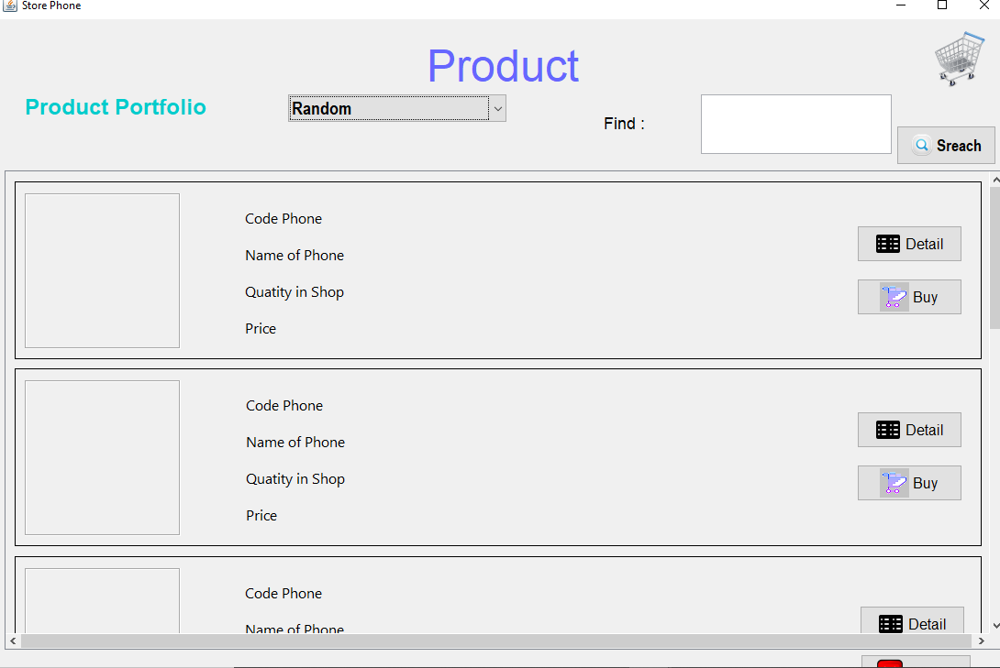 Store Phone
Product
Product Portfolio
Random
Find :
Sreach
Code Phone
Name of Phone
Quatity in Shop
Price
Detail
Buy
Code Phone
Name of Phone
Quatity in Shop
Price
Detail
Buy
Code Phone
Name of Phone
Detail